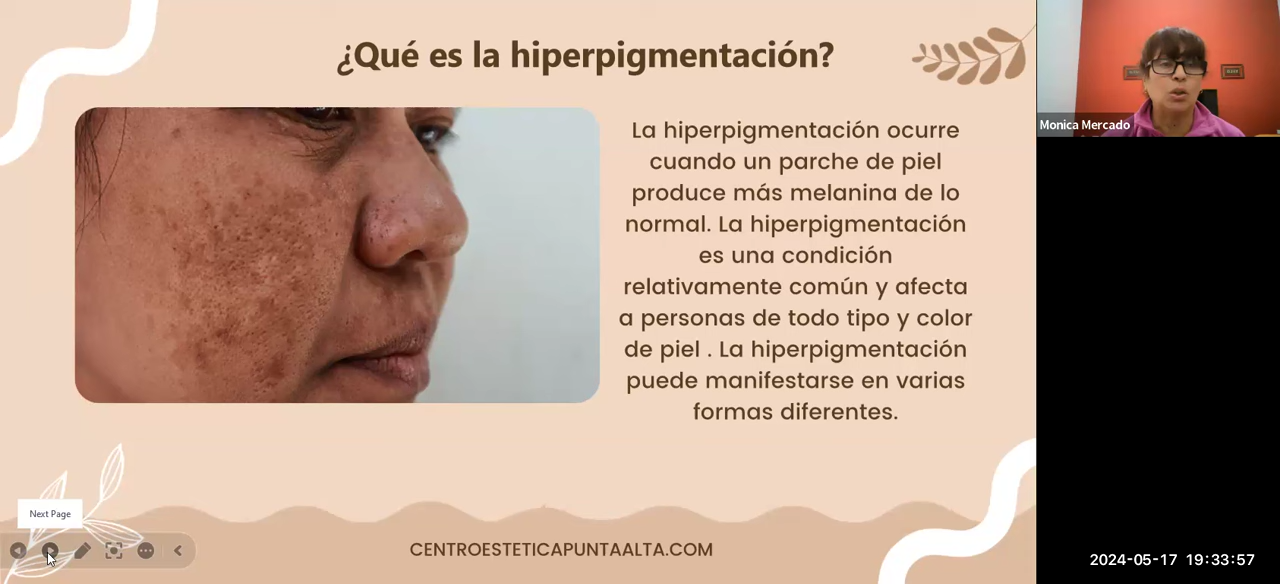 ¿Qué es la hiperpigmentación?
La hiperpigmentación ocurre
cuando un parche de piel
produce más melanina de lo
normal. La hiperpigmentación
es una condición
relativamente común y afecta
a personas de todo tipo y color
de piel . La hiperpigmentación
puede manifestarse en varias
formas diferentes.
Monica Mercado
Next Page
CENTROESTETICAPUNTAALTA.COM
2024-05-17 19:33:57